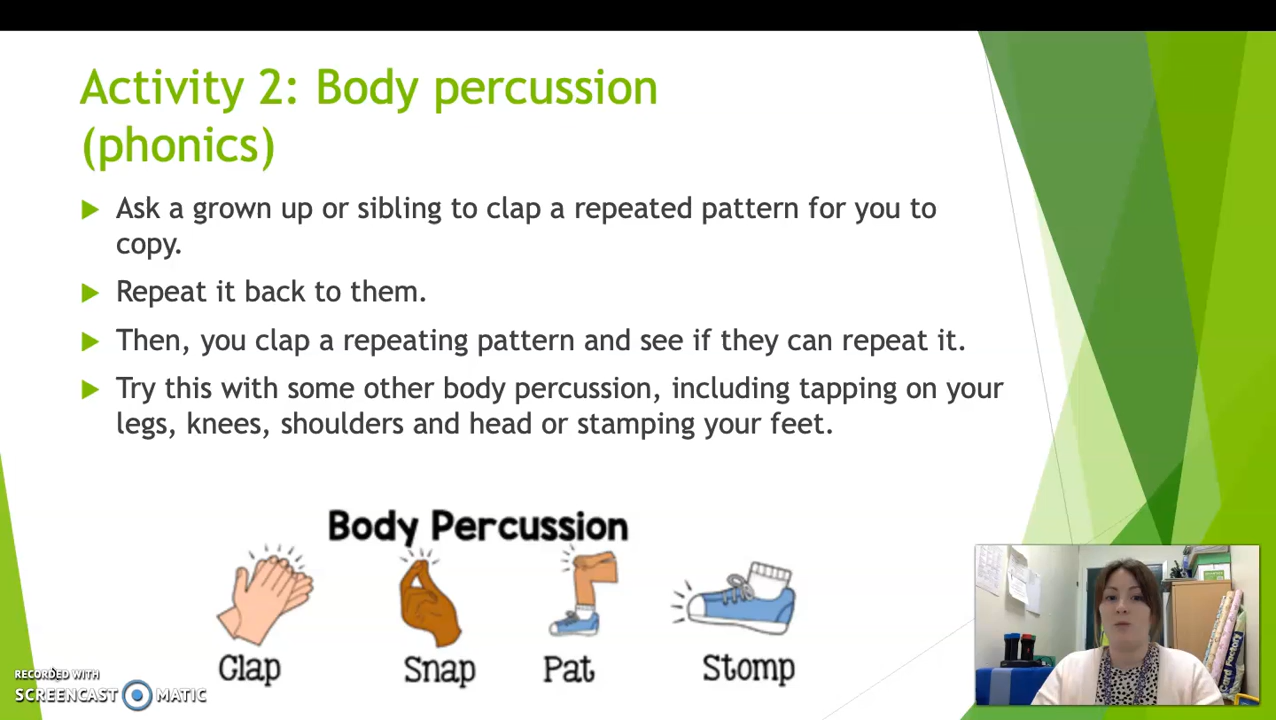 Activity 2: Body percussion
(phonics)
Ask a grown up or sibling to clap a repeated pattern for you to
copy.
Repeat it back to them.
Then, you clap a repeating pattern and see if they can repeat it.
Try this with some other body percussion, including tapping on your
legs, knees, shoulders and head or stamping your feet.
Body Percussion
Clap Snap Pat Stomp
RECORDED WITH
SCREENCAST MATIC
Card Factory